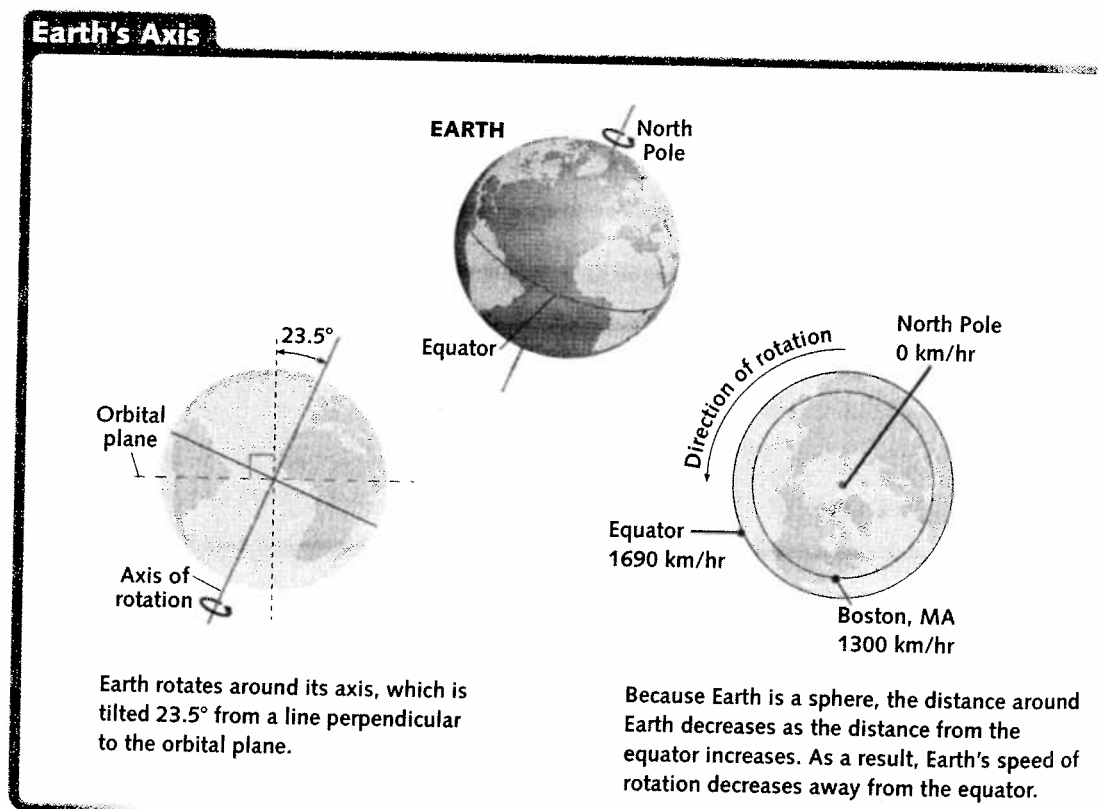 Earth's Axis
EARTH
North
Pole
Equator
23.5°
Orbital
plane
Axis of
rotation
Earth rotates around its axis, which is
tilted 23.5° from a line perpendicular
to the orbital plane.
Direction of rotation
North Pole
0 km/hr
Equator
1690 km/hr
Boston, MA
1300 km/hr
Because Earth is a sphere, the distance around
Earth decreases as the distance from the
equator increases. As a result, Earth's speed of
rotation decreases away from the equator.